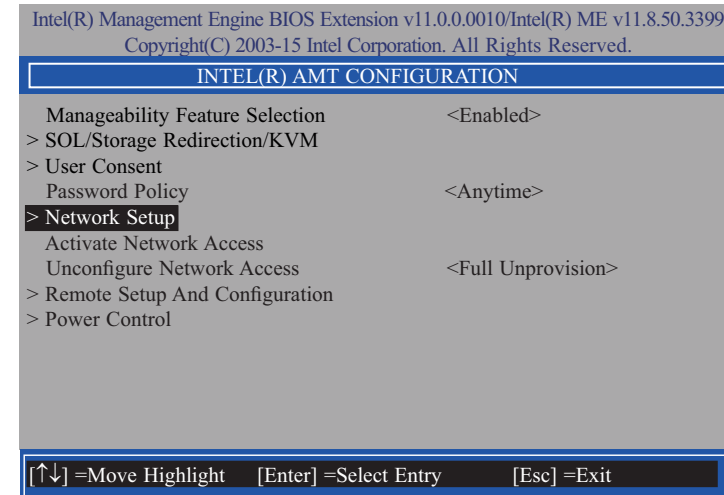 Intel(R) Management Engine BIOS Extension v11.0.0.0010/Intel(R) ME v11.8.50.3399
Copyright(C) 2003-15 Intel Corporation. All Rights Reserved.
INTEL(R) AMT CONFIGURATION
Manageability Feature Selection <Enabled>
> SOL/Storage Redirection/KVM
> User Consent
Password Policy <Anytime>
> Network Setup
Activate Network Access
Unconfigure Network Access <Full Unprovision>
> Remote Setup And Configuration
> Power Control
[↑↓] =Move Highlight [Enter] =Select Entry [Esc] =Exit